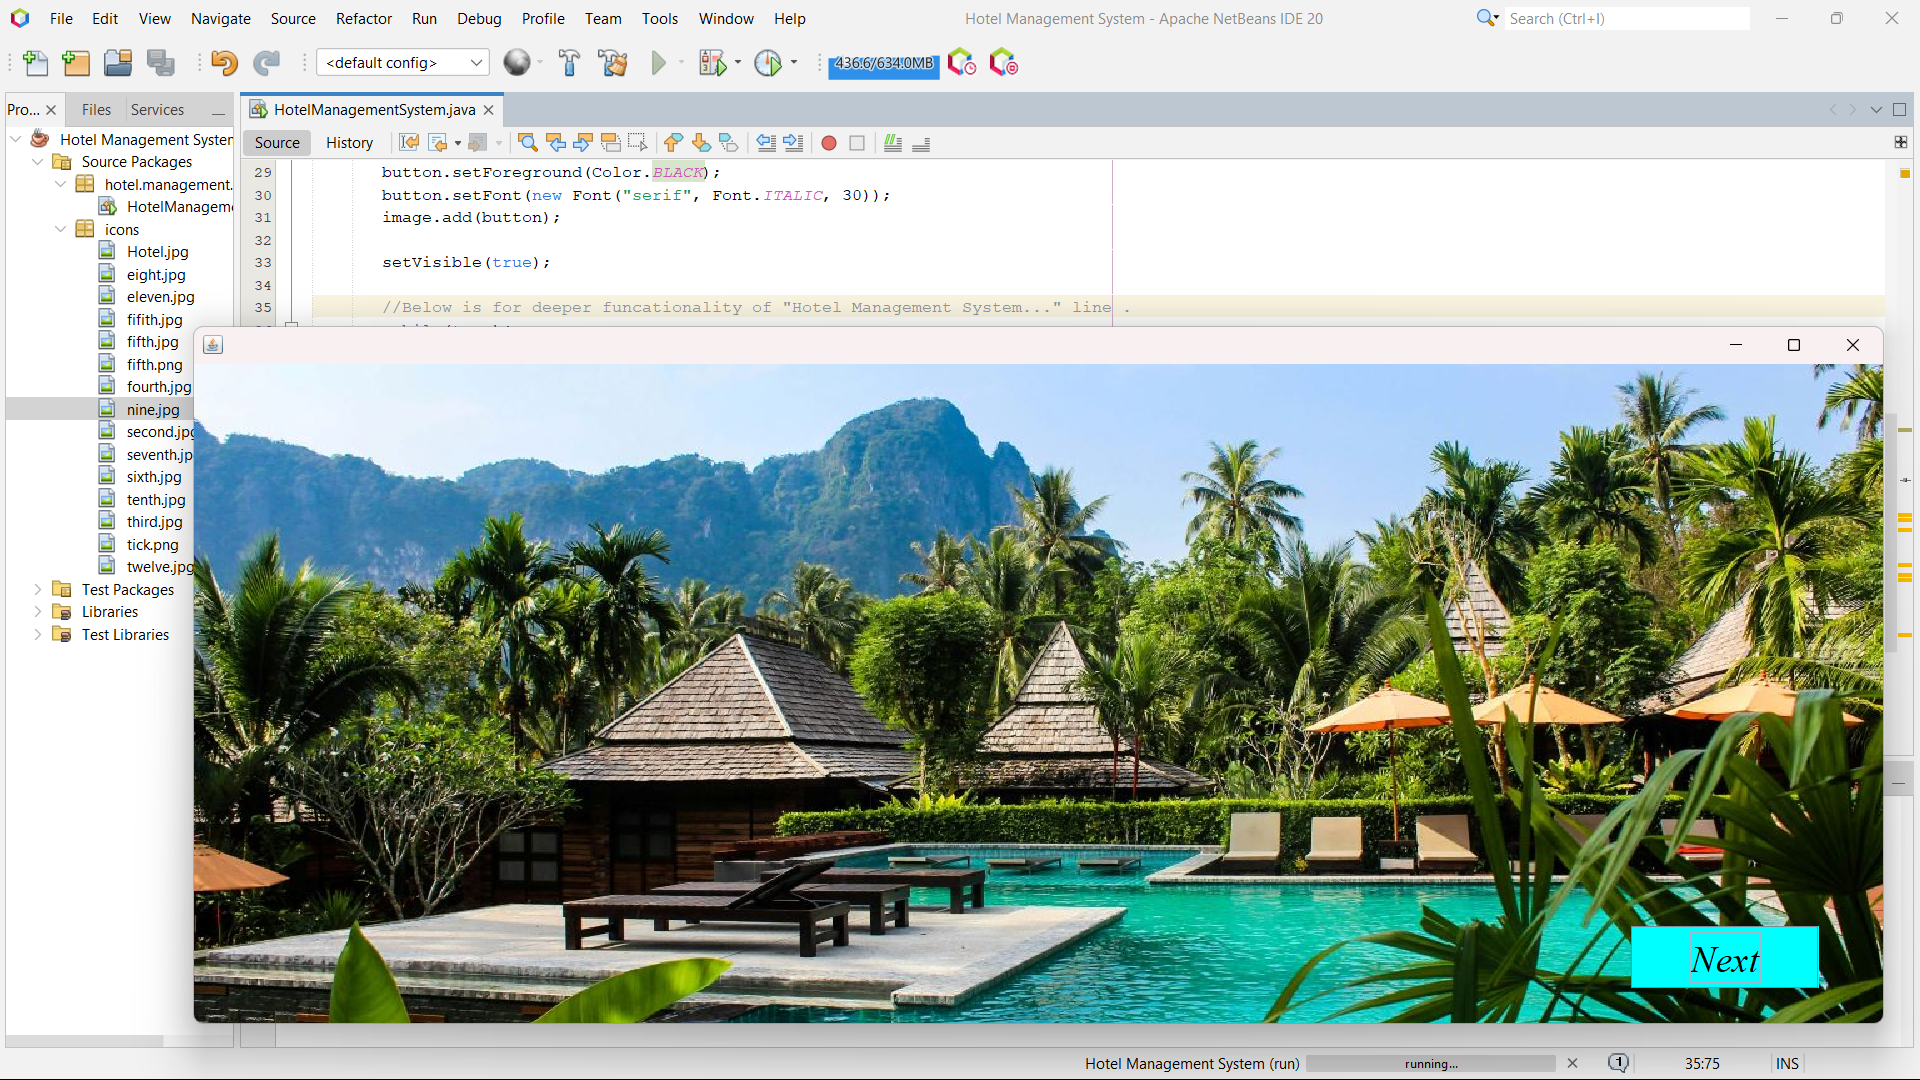 File Edit View Navigate Source Refactor Run Debug Profile Team Tools Window Help
Hotel Management System - Apache NetBeans IDE 20
Search (Ctrl+I)
<default config>
436.6/634.0MB
Pro... Files Services
HotelManagementSystem.java
Source History
Hotel Management System
Source Packages
hotel.management.
HotelManagem
icons
Hotel.jpg
eight.jpg
eleven.jpg
fifith.jpg
fifth.jpg
fifth.png
fourth.jpg
nine.jpg
second.jpg
seventh.jp
sixth.jpg
tenth.jpg
third.jpg
tick.png
twelve.jpg
Test Packages
Libraries
Test Libraries
29 button.setForeground(Color.BLACK);
30 button.setFont(new Font("serif", Font.ITALIC, 30));
31 image.add(button);
32
33 setVisible(true);
34
35 //Below is for deeper funcationality of "Hotel Management System..." line .
Next
Hotel Management System (run) running... 1 35:75 INS